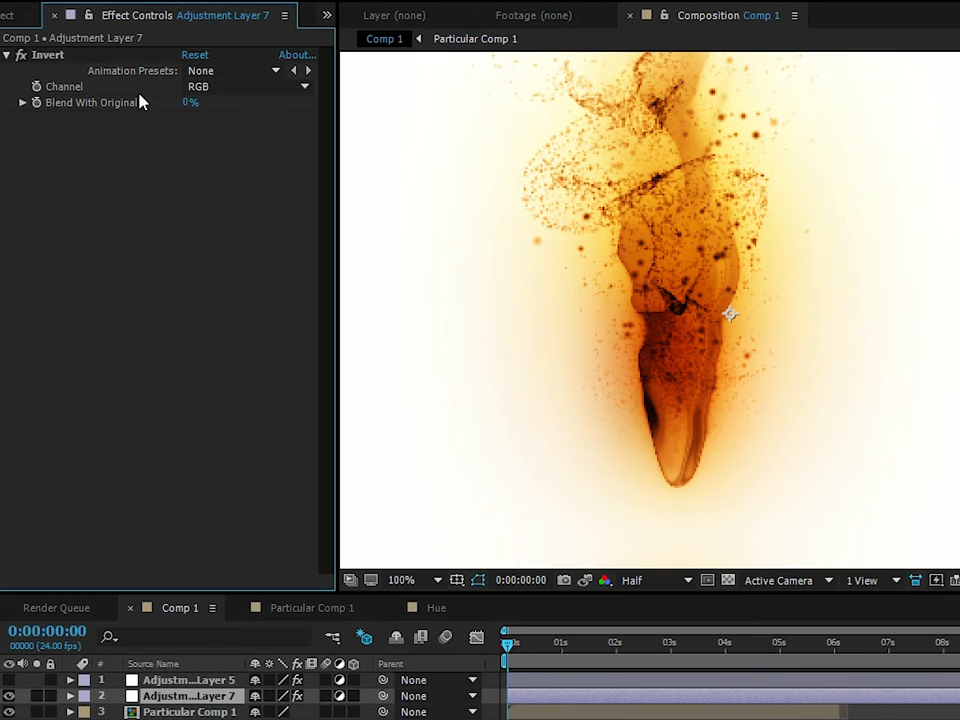 ect × Effect Controls Adjustment Layer 7 ≡ »
Layer (none) Footage (none) × Composition Comp 1 ≡
Comp 1 • Adjustment Layer 7
Comp 1 Particular Comp 1
fx Invert Reset About...
Animation Presets: None
Channel RGB
Blend With Original 0%
100% 0:00:00:00 Half Active Camera 1 View
Render Queue × Comp 1 ≡ Particular Comp 1 Hue
0:00:00:00
00000 (24.00 fps)
0s 01s 02s 03s 04s 05s 06s 07s 08s
# Source Name fx Parent
1 Adjustm...Layer 5 fx None
2 Adjustm...Layer 7 fx None
3 Particular Comp 1 None